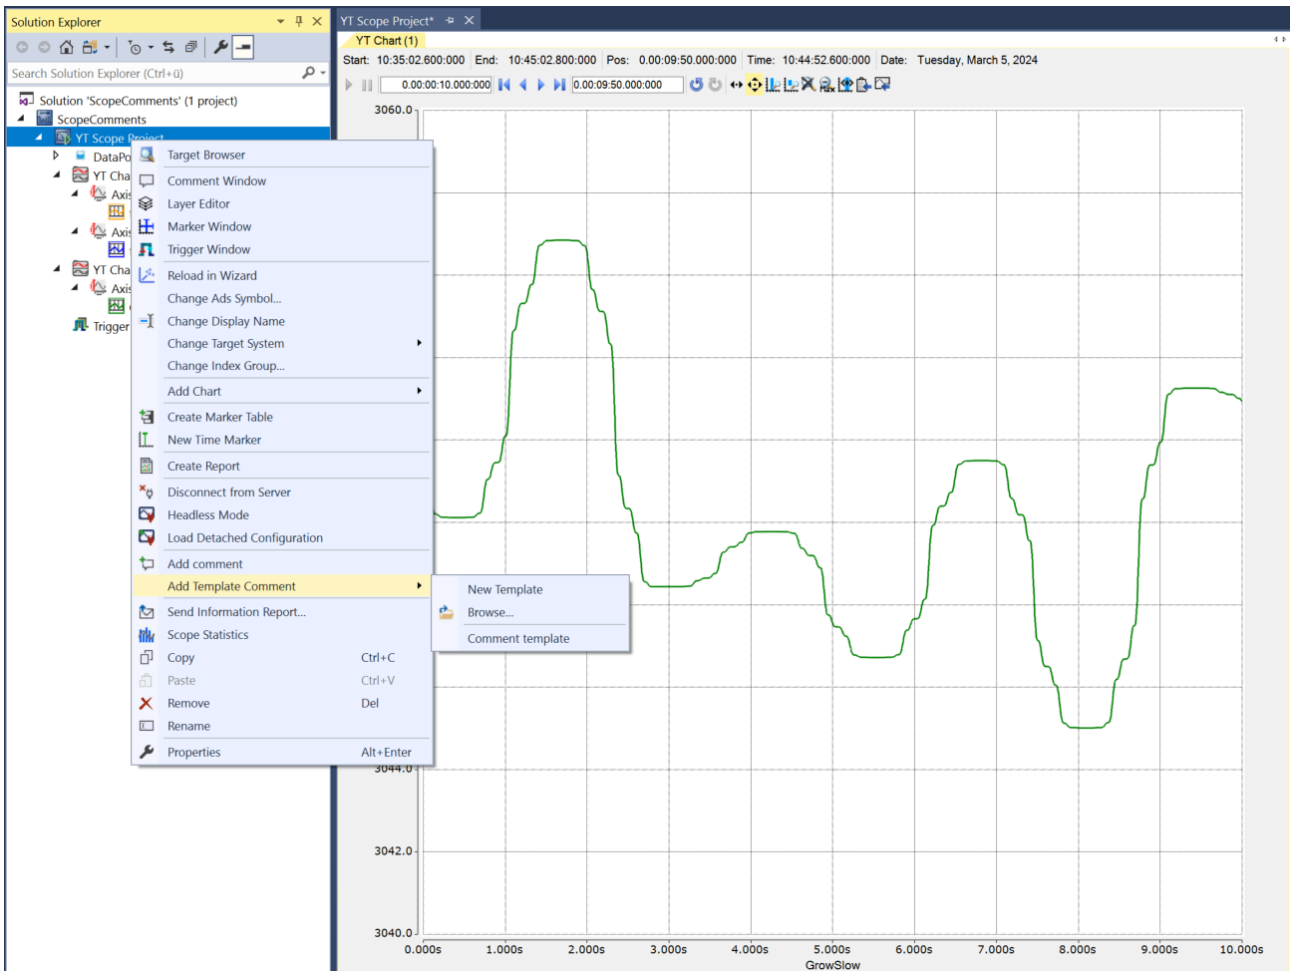 Solution Explorer
Search Solution Explorer (Ctrl+ü)
Solution 'ScopeComments' (1 project)
ScopeComments
YT Scope Project
DataPo
YT Cha
Axis
Axis
YT Cha
Axis
Trigger
Target Browser
Comment Window
Layer Editor
Marker Window
Trigger Window
Reload in Wizard
Change Ads Symbol...
Change Display Name
Change Target System
Change Index Group...
Add Chart
Create Marker Table
New Time Marker
Create Report
Disconnect from Server
Headless Mode
Load Detached Configuration
Add comment
Add Template Comment
Send Information Report...
Scope Statistics
Copy Ctrl+C
Paste Ctrl+V
Remove Del
Rename
Properties Alt+Enter
New Template
Browse...
Comment template
YT Scope Project*
YT Chart (1)
Start: 10:35:02.600:000 End: 10:45:02.800:000 Pos: 0.00:09:50.000:000 Time: 10:44:52.600:000 Date: Tuesday, March 5, 2024
0.00:00:10.000:000 0.00:09:50.000:000
3060.0
3044.0
3042.0
3040.0
0.000s 1.000s 2.000s 3.000s 4.000s 5.000s 6.000s 7.000s 8.000s 9.000s 10.000s
GrowSlow